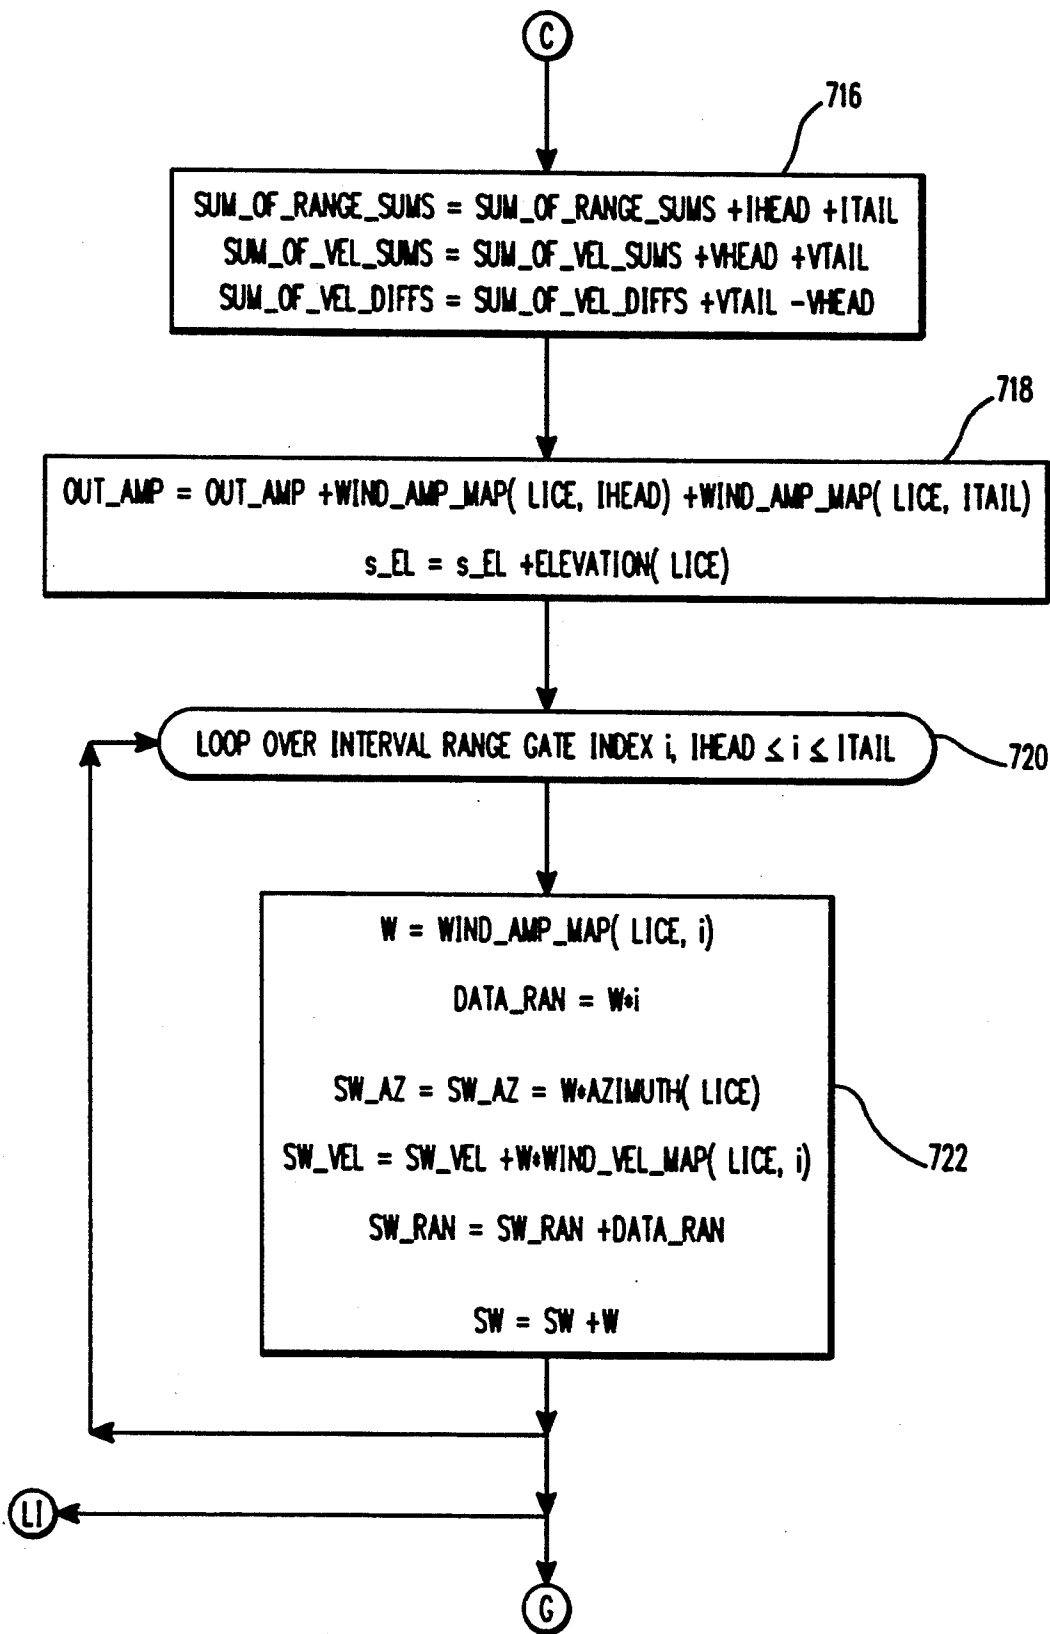 C
716
SUM_OF_RANGE_SUMS = SUM_OF_RANGE_SUMS +IHEAD +ITAIL
SUM_OF_VEL_SUMS = SUM_OF_VEL_SUMS +VHEAD +VTAIL
SUM_OF_VEL_DIFFS = SUM_OF_VEL_DIFFS +VTAIL -VHEAD
718
OUT_AMP = OUT_AMP +WIND_AMP_MAP( LICE, IHEAD) +WIND_AMP_MAP( LICE, ITAIL)
s_EL = s_EL +ELEVATION( LICE)
LOOP OVER INTERVAL RANGE GATE INDEX i, IHEAD ≤ i ≤ ITAIL
720
W = WIND_AMP_MAP( LICE, i)
DATA_RAN = W*i
SW_AZ = SW_AZ = W*AZIMUTH( LICE)
SW_VEL = SW_VEL +W*WIND_VEL_MAP( LICE, i)
722
SW_RAN = SW_RAN +DATA_RAN
SW = SW +W
LI
G